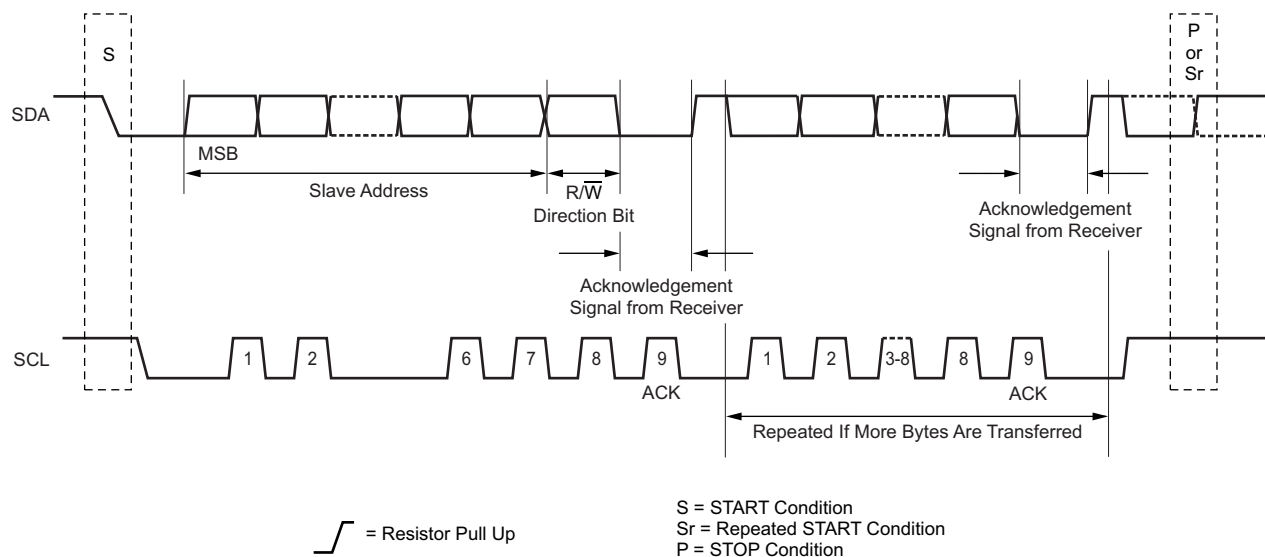 S
P
or
Sr
SDA
MSB
Slave Address
R/W̅
Direction Bit
Acknowledgement
Signal from Receiver
Acknowledgement
Signal from Receiver
SCL
1
2
6
7
8
9
1
2
3-8
8
9
ACK
ACK
Repeated If More Bytes Are Transferred
= Resistor Pull Up
S = START Condition
Sr = Repeated START Condition
P = STOP Condition